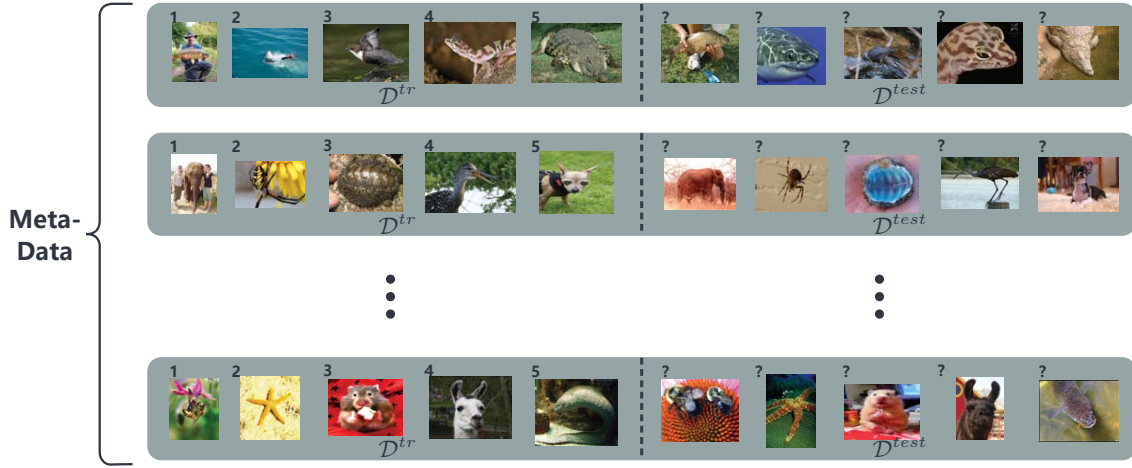 1 2 3 4 5 ? ? ? ? ?
𝒟^{tr} 𝒟^{test}
1 2 3 4 5 ? ? ? ? ?
𝒟^{tr} 𝒟^{test}
Meta-
Data
1 2 3 4 5 ? ? ? ? ?
𝒟^{tr} 𝒟^{test}